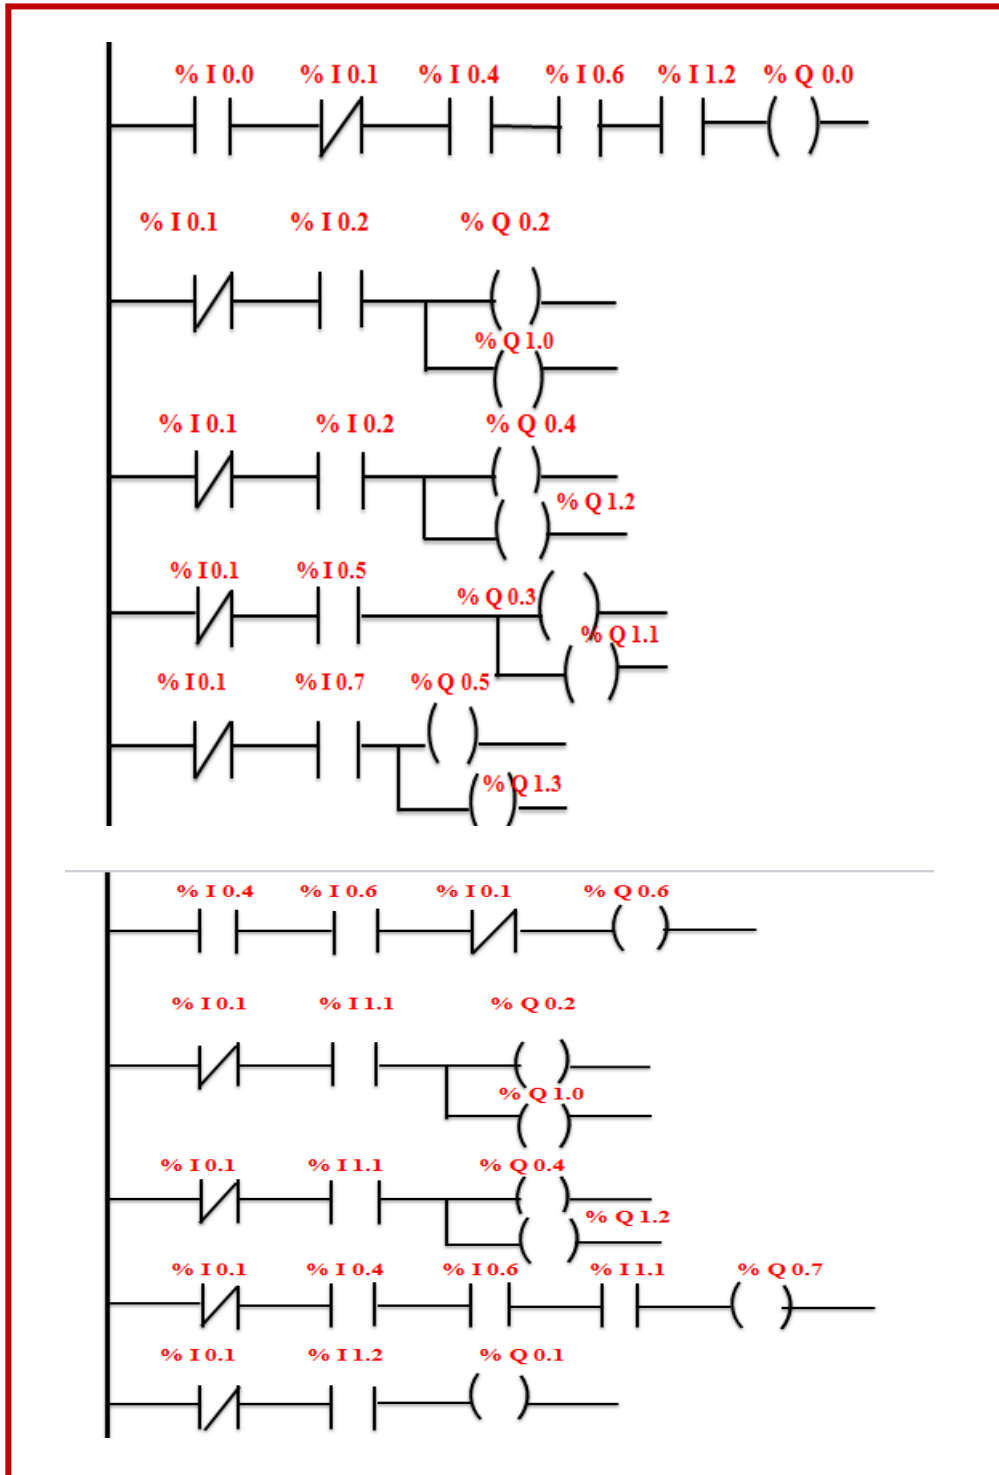 % I 0.0 % I 0.1 % I 0.4 % I 0.6 % I 1.2 % Q 0.0
% I 0.1 % I 0.2 % Q 0.2
% Q 1.0
% I 0.1 % I 0.2 % Q 0.4
% Q 1.2
% I 0.1 % I 0.5 % Q 0.3
% Q 1.1
% I 0.1 % I 0.7 % Q 0.5
% Q 1.3
% I 0.4 % I 0.6 % I 0.1 % Q 0.6
% I 0.1 % I 1.1 % Q 0.2
% Q 1.0
% I 0.1 % I 1.1 % Q 0.4
% Q 1.2
% I 0.1 % I 0.4 % I 0.6 % I 1.1 % Q 0.7
% I 0.1 % I 1.2 % Q 0.1